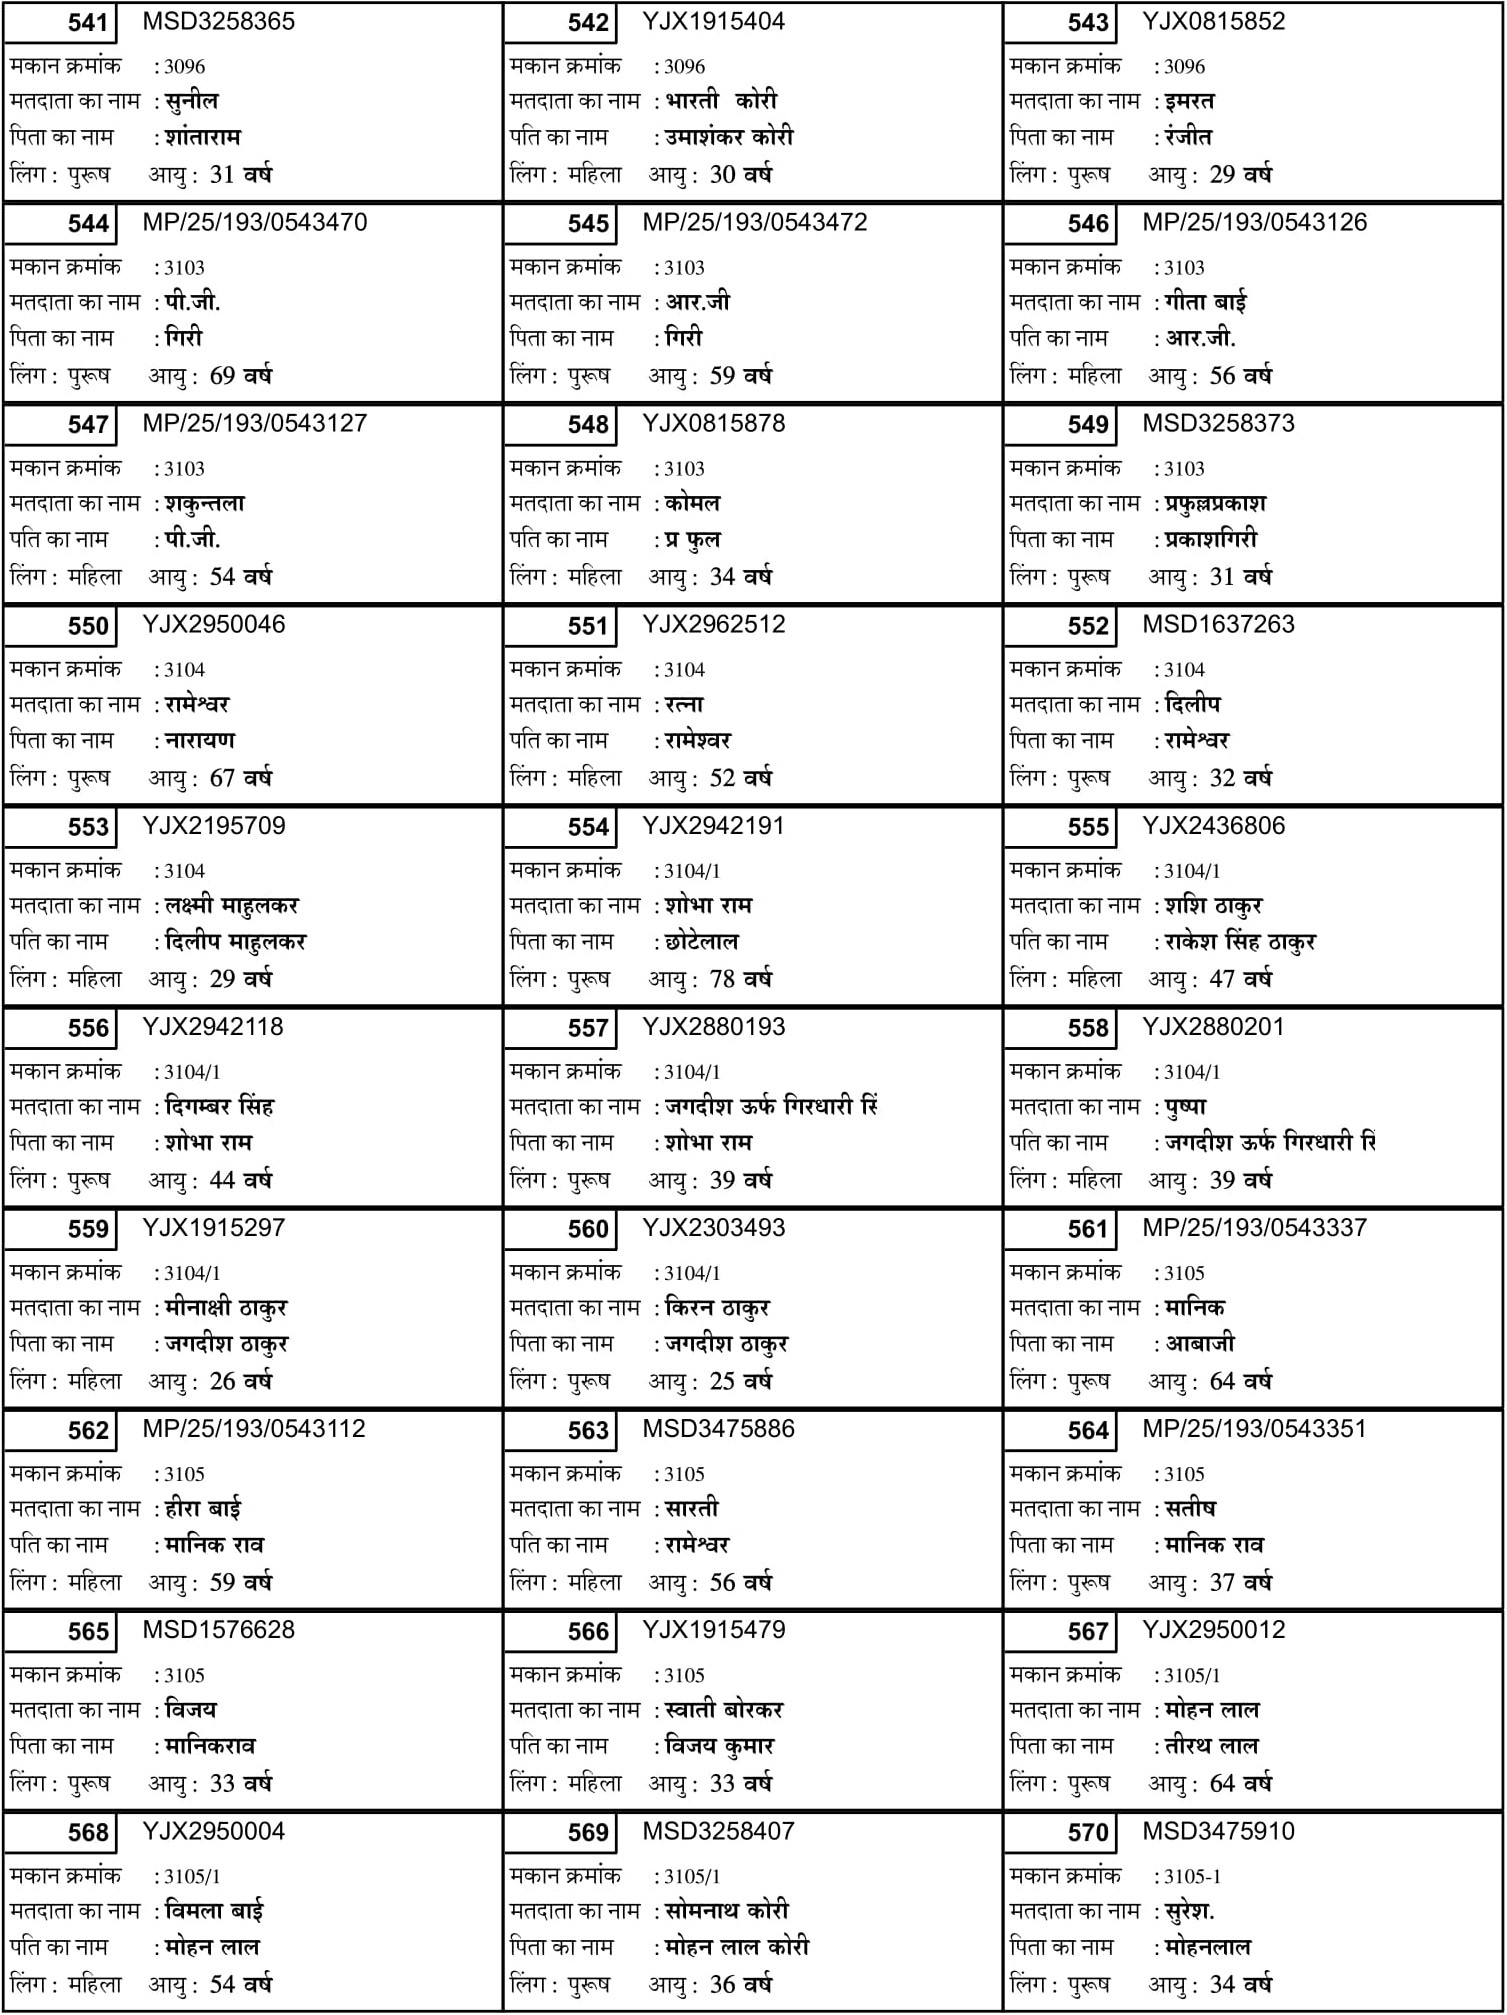 541 MSD3258365
मकान क्रमांक : 3096
मतदाता का नाम : सुनील
पिता का नाम : शांताराम
लिंग : पुरूष आयु : 31 वर्ष
542 YJX1915404
मकान क्रमांक : 3096
मतदाता का नाम : भारती कोरी
पति का नाम : उमाशंकर कोरी
लिंग : महिला आयु : 30 वर्ष
543 YJX0815852
मकान क्रमांक : 3096
मतदाता का नाम : इमरत
पिता का नाम : रंजीत
लिंग : पुरूष आयु : 29 वर्ष
544 MP/25/193/0543470
मकान क्रमांक : 3103
मतदाता का नाम : पी.जी.
पिता का नाम : गिरी
लिंग : पुरूष आयु : 69 वर्ष
545 MP/25/193/0543472
मकान क्रमांक : 3103
मतदाता का नाम : आर.जी
पिता का नाम : गिरी
लिंग : पुरूष आयु : 59 वर्ष
546 MP/25/193/0543126
मकान क्रमांक : 3103
मतदाता का नाम : गीता बाई
पति का नाम : आर.जी.
लिंग : महिला आयु : 56 वर्ष
547 MP/25/193/0543127
मकान क्रमांक : 3103
मतदाता का नाम : शकुन्तला
पति का नाम : पी.जी.
लिंग : महिला आयु : 54 वर्ष
548 YJX0815878
मकान क्रमांक : 3103
मतदाता का नाम : कोमल
पति का नाम : प्र फुल
लिंग : महिला आयु : 34 वर्ष
549 MSD3258373
मकान क्रमांक : 3103
मतदाता का नाम : प्रफुल्लप्रकाश
पिता का नाम : प्रकाशगिरी
लिंग : पुरूष आयु : 31 वर्ष
550 YJX2950046
मकान क्रमांक : 3104
मतदाता का नाम : रामेश्वर
पिता का नाम : नारायण
लिंग : पुरूष आयु : 67 वर्ष
551 YJX2962512
मकान क्रमांक : 3104
मतदाता का नाम : रत्ना
पति का नाम : रामेश्वर
लिंग : महिला आयु : 52 वर्ष
552 MSD1637263
मकान क्रमांक : 3104
मतदाता का नाम : दिलीप
पिता का नाम : रामेश्वर
लिंग : पुरूष आयु : 32 वर्ष
553 YJX2195709
मकान क्रमांक : 3104
मतदाता का नाम : लक्ष्मी माहुलकर
पति का नाम : दिलीप माहुलकर
लिंग : महिला आयु : 29 वर्ष
554 YJX2942191
मकान क्रमांक : 3104/1
मतदाता का नाम : शोभा राम
पिता का नाम : छोटेलाल
लिंग : पुरूष आयु : 78 वर्ष
555 YJX2436806
मकान क्रमांक : 3104/1
मतदाता का नाम : शशि ठाकुर
पति का नाम : राकेश सिंह ठाकुर
लिंग : महिला आयु : 47 वर्ष
556 YJX2942118
मकान क्रमांक : 3104/1
मतदाता का नाम : दिगम्बर सिंह
पिता का नाम : शोभा राम
लिंग : पुरूष आयु : 44 वर्ष
557 YJX2880193
मकान क्रमांक : 3104/1
मतदाता का नाम : जगदीश ऊर्फ गिरधारी सिं
पिता का नाम : शोभा राम
लिंग : पुरूष आयु : 39 वर्ष
558 YJX2880201
मकान क्रमांक : 3104/1
मतदाता का नाम : पुष्पा
पति का नाम : जगदीश ऊर्फ गिरधारी सिं
लिंग : महिला आयु : 39 वर्ष
559 YJX1915297
मकान क्रमांक : 3104/1
मतदाता का नाम : मीनाक्षी ठाकुर
पिता का नाम : जगदीश ठाकुर
लिंग : महिला आयु : 26 वर्ष
560 YJX2303493
मकान क्रमांक : 3104/1
मतदाता का नाम : किरन ठाकुर
पिता का नाम : जगदीश ठाकुर
लिंग : पुरूष आयु : 25 वर्ष
561 MP/25/193/0543337
मकान क्रमांक : 3105
मतदाता का नाम : मानिक
पिता का नाम : आबाजी
लिंग : पुरूष आयु : 64 वर्ष
562 MP/25/193/0543112
मकान क्रमांक : 3105
मतदाता का नाम : हीरा बाई
पति का नाम : मानिक राव
लिंग : महिला आयु : 59 वर्ष
563 MSD3475886
मकान क्रमांक : 3105
मतदाता का नाम : सारती
पति का नाम : रामेश्वर
लिंग : महिला आयु : 56 वर्ष
564 MP/25/193/0543351
मकान क्रमांक : 3105
मतदाता का नाम : सतीष
पिता का नाम : मानिक राव
लिंग : पुरूष आयु : 37 वर्ष
565 MSD1576628
मकान क्रमांक : 3105
मतदाता का नाम : विजय
पिता का नाम : मानिकराव
लिंग : पुरूष आयु : 33 वर्ष
566 YJX1915479
मकान क्रमांक : 3105
मतदाता का नाम : स्वाती बोरकर
पति का नाम : विजय कुमार
लिंग : महिला आयु : 33 वर्ष
567 YJX2950012
मकान क्रमांक : 3105/1
मतदाता का नाम : मोहन लाल
पिता का नाम : तीरथ लाल
लिंग : पुरूष आयु : 64 वर्ष
568 YJX2950004
मकान क्रमांक : 3105/1
मतदाता का नाम : विमला बाई
पति का नाम : मोहन लाल
लिंग : महिला आयु : 54 वर्ष
569 MSD3258407
मकान क्रमांक : 3105/1
मतदाता का नाम : सोमनाथ कोरी
पिता का नाम : मोहन लाल कोरी
लिंग : पुरूष आयु : 36 वर्ष
570 MSD3475910
मकान क्रमांक : 3105-1
मतदाता का नाम : सुरेश.
पिता का नाम : मोहनलाल
लिंग : पुरूष आयु : 34 वर्ष